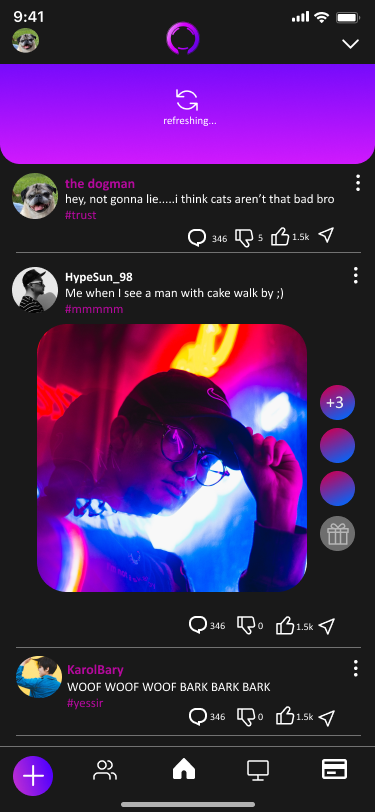 9:41
refreshing...
the dogman
hey, not gonna lie.....i think cats aren't that bad bro
#trust
346 5 1.5k
HypeSun_98
Me when I see a man with cake walk by ;)
#mmmmm
+3
346 0 1.5k
KarolBary
WOOF WOOF WOOF BARK BARK BARK
#yessir
346 0 1.5k